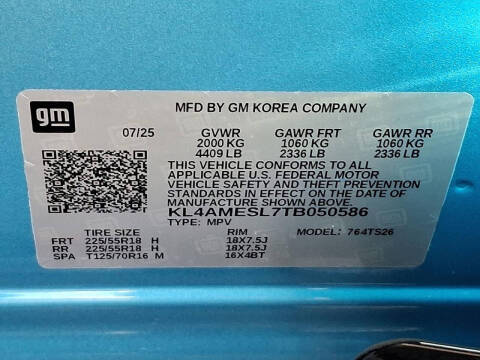 gm
MFD BY GM KOREA COMPANY
07/25 GVWR GAWR FRT GAWR RR
2000 KG 1060 KG 1060 KG
4409 LB 2336 LB 2336 LB
THIS VEHICLE CONFORMS TO ALL
APPLICABLE U.S. FEDERAL MOTOR
VEHICLE SAFETY AND THEFT PREVENTION
STANDARDS IN EFFECT ON THE DATE OF
MANUFACTURE SHOWN ABOVE.
KL4AMESL7TB050586
TYPE: MPV MODEL: 764TS26
TIRE SIZE RIM
FRT 225/55R18 H 18X7.5J
RR 225/55R18 H 18X7.5J
SPA T125/70R16 M 16X4BT